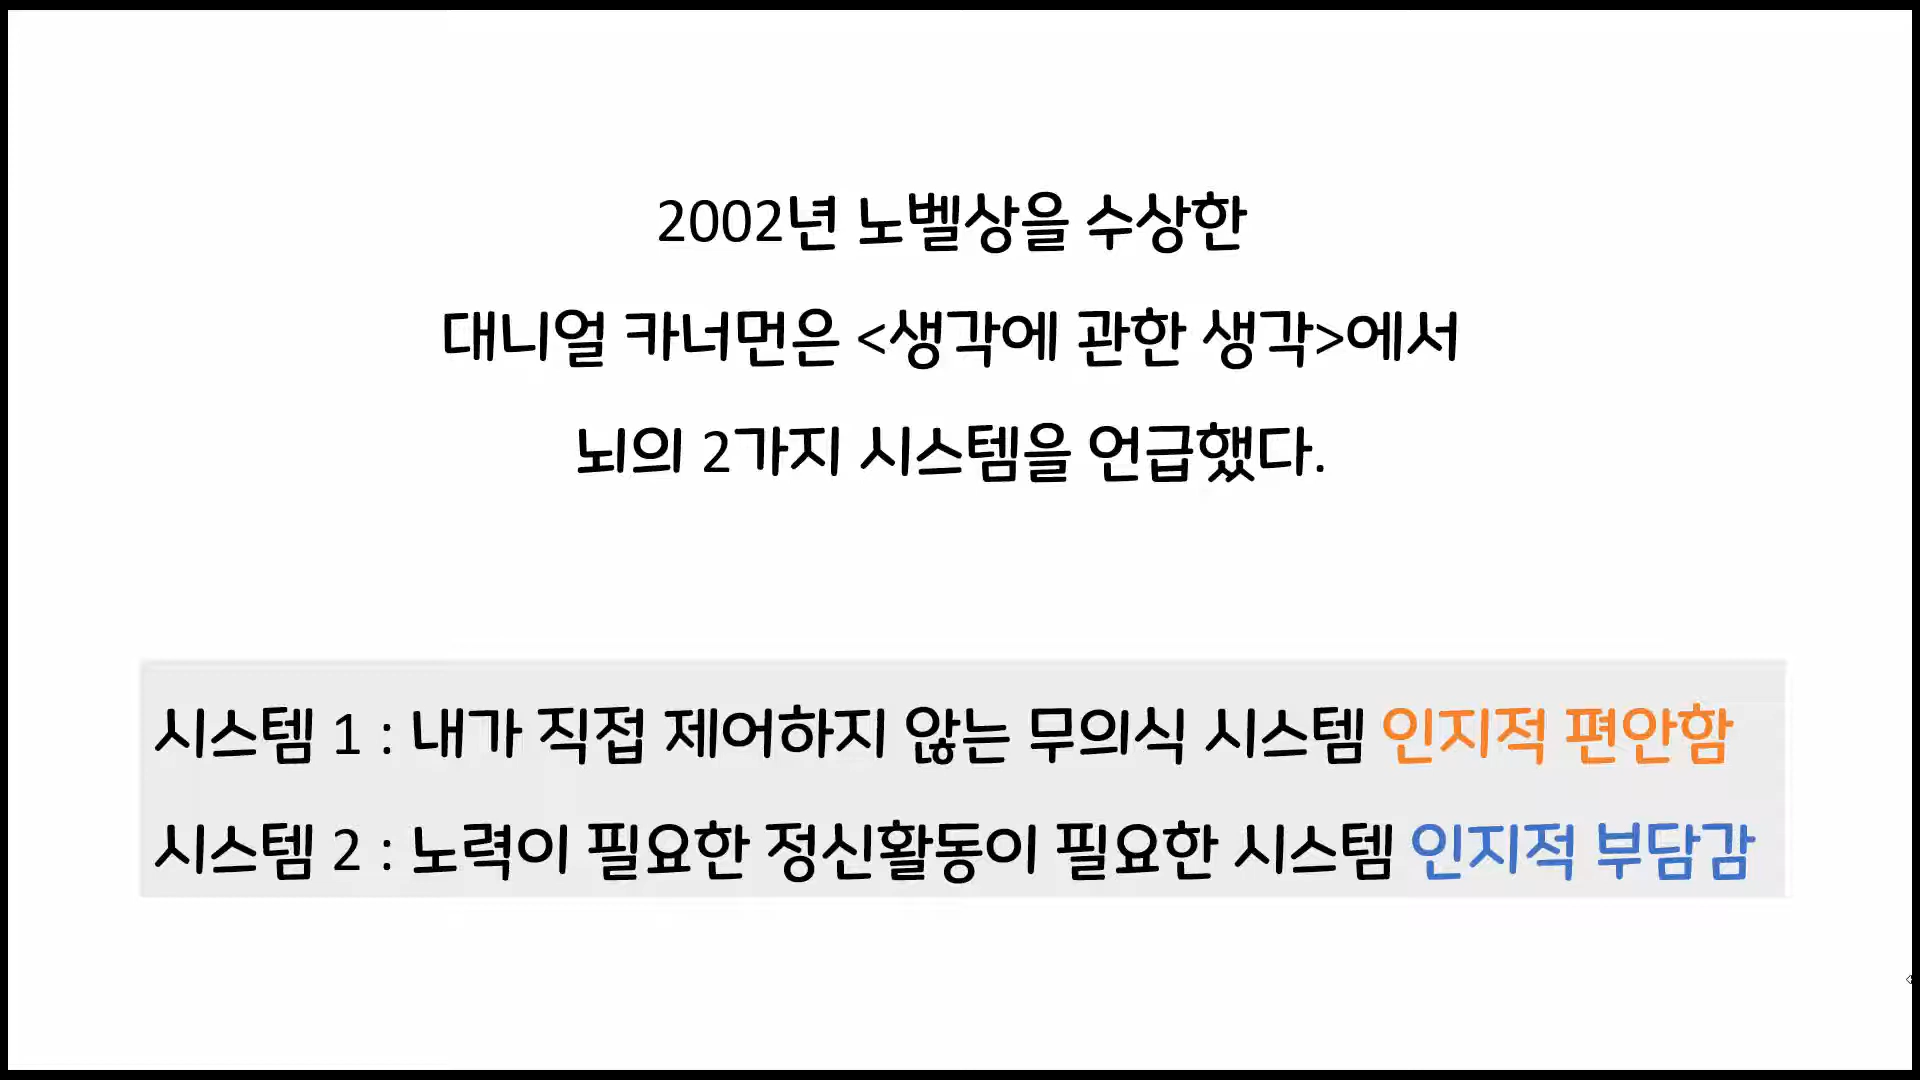 2002년 노벨상을 수상한
대니얼 카너먼은 <생각에 관한 생각>에서
뇌의 2가지 시스템을 언급했다.
시스템 1 : 내가 직접 제어하지 않는 무의식 시스템 인지적 편안함
시스템 2 : 노력이 필요한 정신활동이 필요한 시스템 인지적 부담감